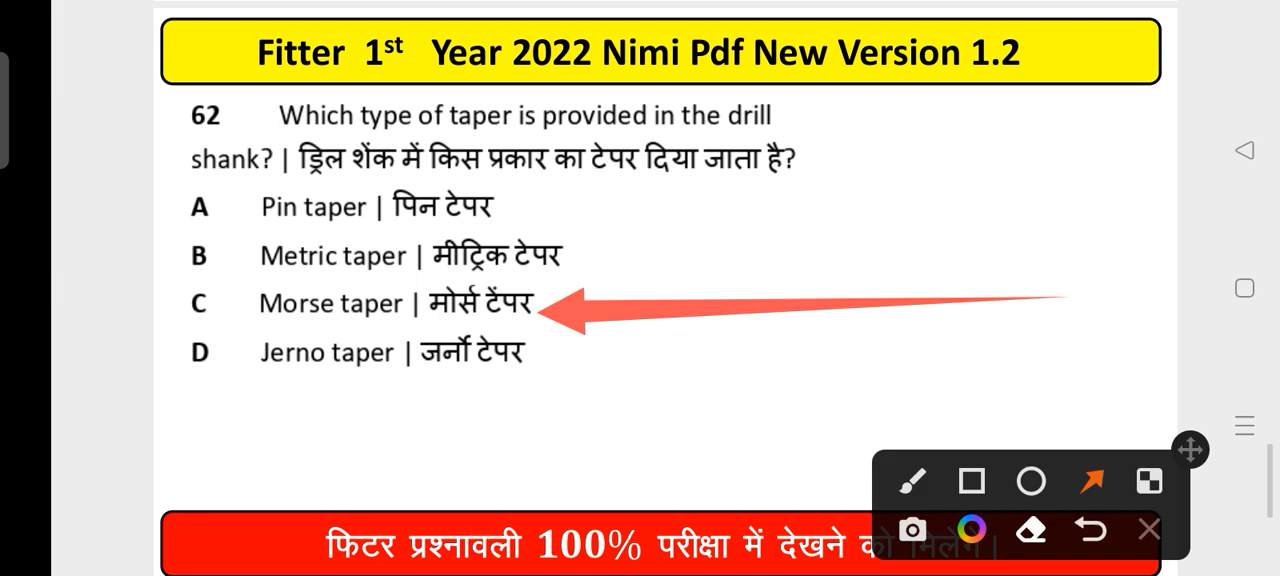 Fitter 1st Year 2022 Nimi Pdf New Version 1.2
62 Which type of taper is provided in the drill
shank? | ड्रिल शेंक में किस प्रकार का टेपर दिया जाता है?
A Pin taper | पिन टेपर
B Metric taper | मीट्रिक टेपर
C Morse taper | मोर्स टेंपर
D Jerno taper | जर्नो टेपर
फिटर प्रश्नावली 100% परीक्षा में देखने को मिलेंगे |